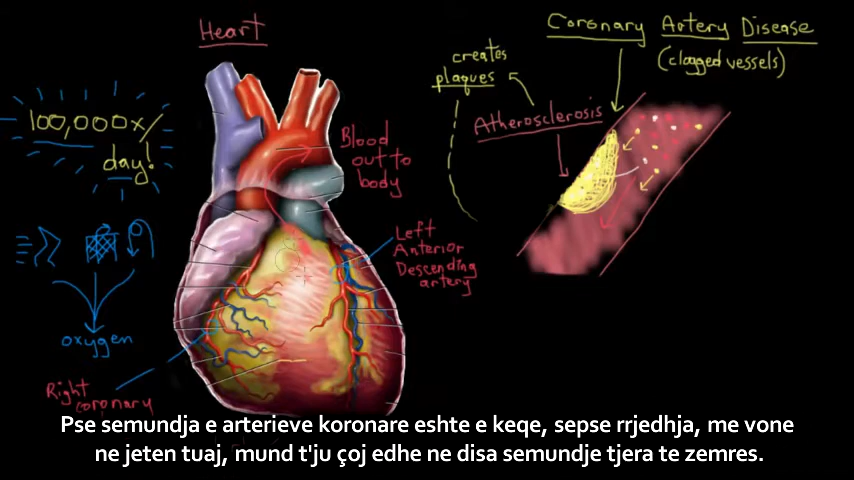 Heart
Coronary Artery Disease
(clogged vessels)
creates
plaques
Atherosclerosis
100,000x/
day!
Blood
out to
body
Left
Anterior
Descending
artery
oxygen
Right
coronary
Pse semundja e arterieve koronare eshte e keqe, sepse rrjedhja, me vone
ne jeten tuaj, mund t'ju çoj edhe ne disa semundje tjera te zemres.